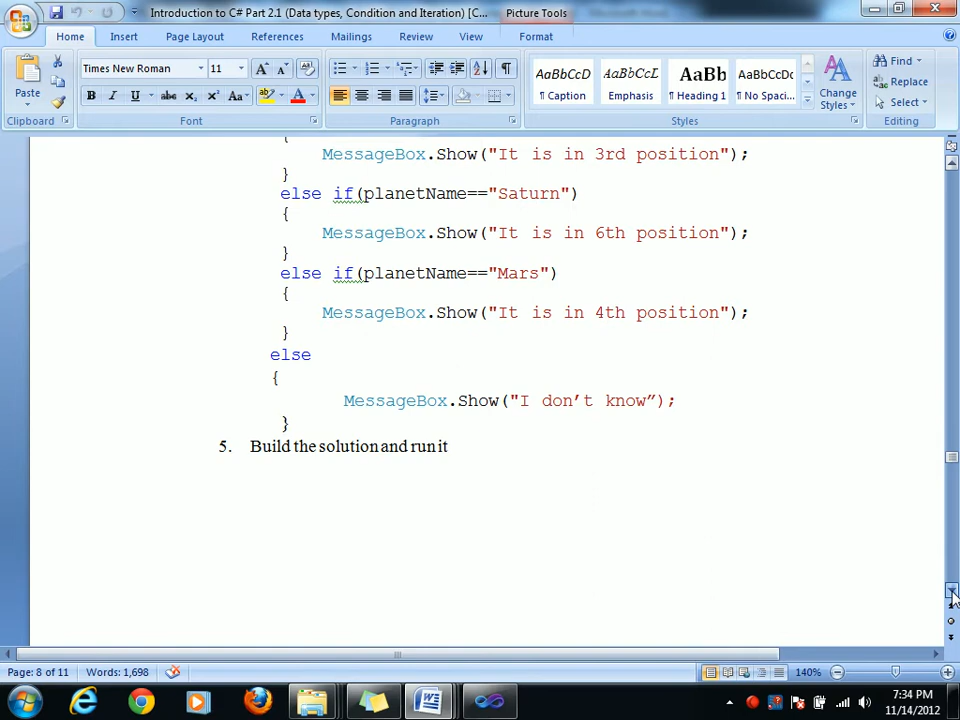 Introduction to C# Part 2.1 (Data types, Condition and Iteration) [C...
Picture Tools
Home
Insert
Page Layout
References
Mailings
Review
View
Format
Paste
Times New Roman
11
B I U abc x₂ x² Aa
A A
AaBbCcD
AaBbCcL
AaBb
AaBbCcDc
¶ Caption
Emphasis
¶ Heading 1
¶ No Spaci...
Change
Styles
Find
Replace
Select
Clipboard
Font
Paragraph
Styles
Editing
{
MessageBox.Show("It is in 3rd position");
}
else if(planetName=="Saturn")
{
MessageBox.Show("It is in 6th position");
}
else if(planetName=="Mars")
{
MessageBox.Show("It is in 4th position");
}
else
{
MessageBox.Show("I don’t know”);
}
5. Build the solution and run it
Page: 8 of 11
Words: 1,698
140%
7:34 PM
11/14/2012